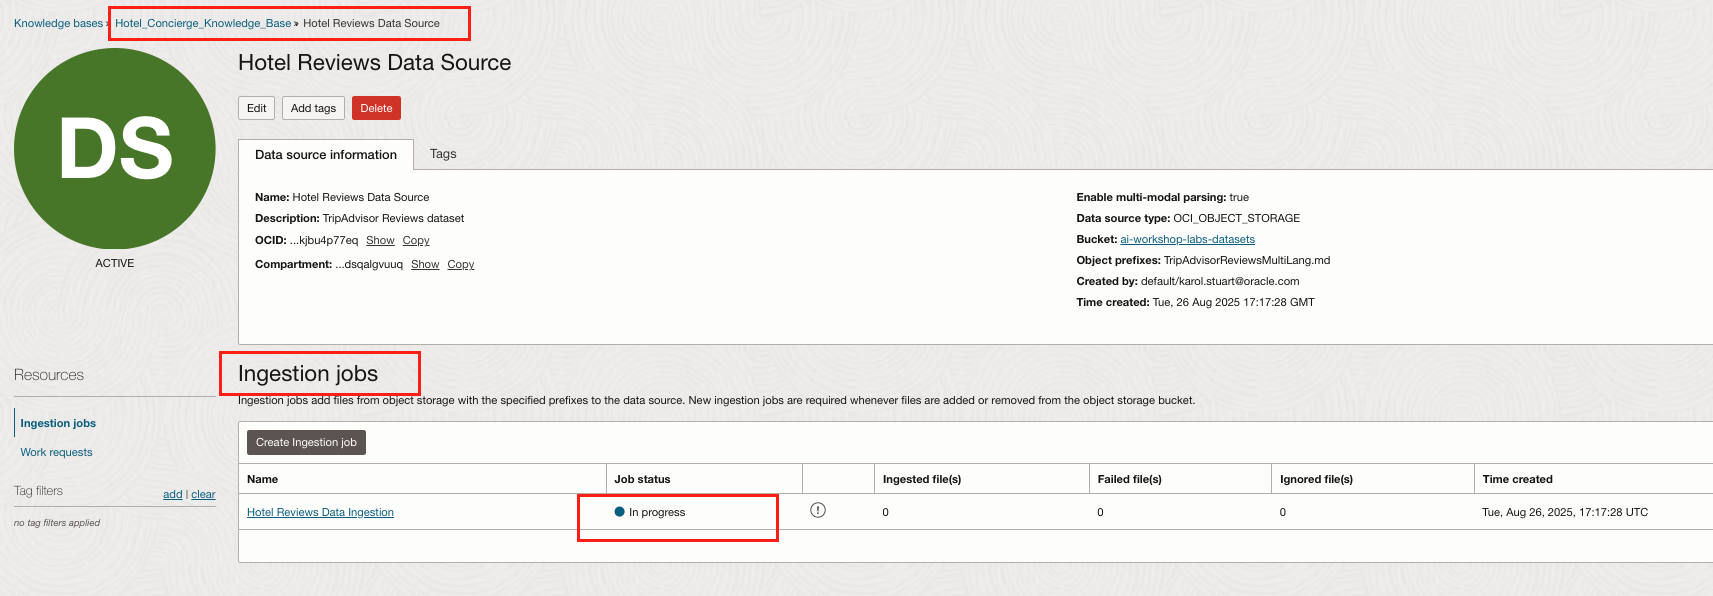 Knowledge bases » Hotel_Concierge_Knowledge_Base » Hotel Reviews Data Source
DS
ACTIVE
Hotel Reviews Data Source
Edit Add tags Delete
Data source information Tags
Name: Hotel Reviews Data Source
Description: TripAdvisor Reviews dataset
OCID: ...kjbu4p77eq Show Copy
Compartment: ...dsqalgvuuq Show Copy
Enable multi-modal parsing: true
Data source type: OCI_OBJECT_STORAGE
Bucket: ai-workshop-labs-datasets
Object prefixes: TripAdvisorReviewsMultiLang.md
Created by: default/karol.stuart@oracle.com
Time created: Tue, 26 Aug 2025 17:17:28 GMT
Resources
Ingestion jobs
Work requests
Tag filters add | clear
no tag filters applied
Ingestion jobs
Ingestion jobs add files from object storage with the specified prefixes to the data source. New ingestion jobs are required whenever files are added or removed from the object storage bucket.
Create Ingestion job
Name Job status Ingested file(s) Failed file(s) Ignored file(s) Time created
Hotel Reviews Data Ingestion In progress 0 0 0 Tue, Aug 26, 2025, 17:17:28 UTC